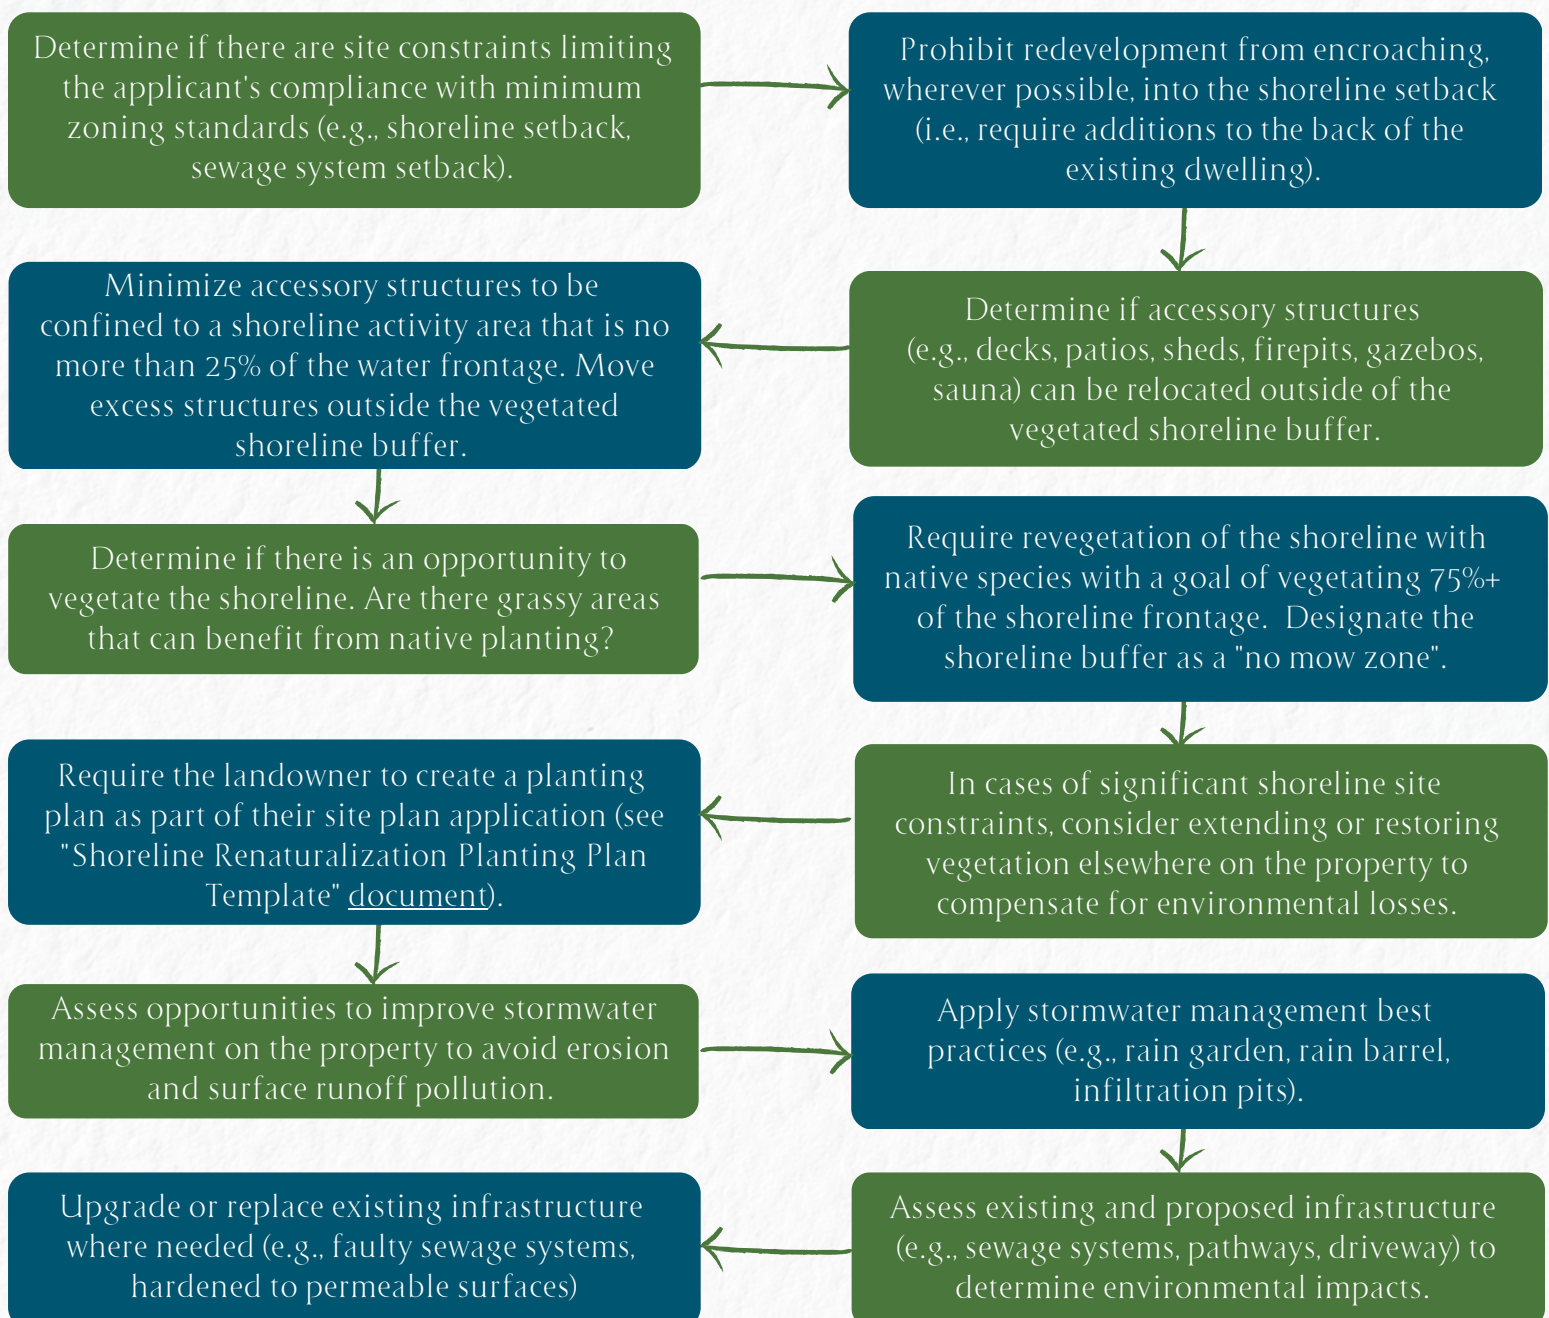 Determine if there are site constraints limiting
the applicant's compliance with minimum
zoning standards (e.g., shoreline setback,
sewage system setback).
Prohibit redevelopment from encroaching,
wherever possible, into the shoreline setback
(i.e., require additions to the back of the
existing dwelling).
Determine if accessory structures
(e.g., decks, patios, sheds, firepits, gazebos,
sauna) can be relocated outside of the
vegetated shoreline buffer.
Minimize accessory structures to be
confined to a shoreline activity area that is no
more than 25% of the water frontage. Move
excess structures outside the vegetated
shoreline buffer.
Determine if there is an opportunity to
vegetate the shoreline. Are there grassy areas
that can benefit from native planting?
Require revegetation of the shoreline with
native species with a goal of vegetating 75%+
of the shoreline frontage.  Designate the
shoreline buffer as a "no mow zone".
In cases of significant shoreline site
constraints, consider extending or restoring
vegetation elsewhere on the property to
compensate for environmental losses.
Require the landowner to create a planting
plan as part of their site plan application (see
"Shoreline Renaturalization Planting Plan
Template" document).
Assess opportunities to improve stormwater
management on the property to avoid erosion
and surface runoff pollution.
Apply stormwater management best
practices (e.g., rain garden, rain barrel,
infiltration pits).
Assess existing and proposed infrastructure
(e.g., sewage systems, pathways, driveway) to
determine environmental impacts.
Upgrade or replace existing infrastructure
where needed (e.g., faulty sewage systems,
hardened to permeable surfaces)